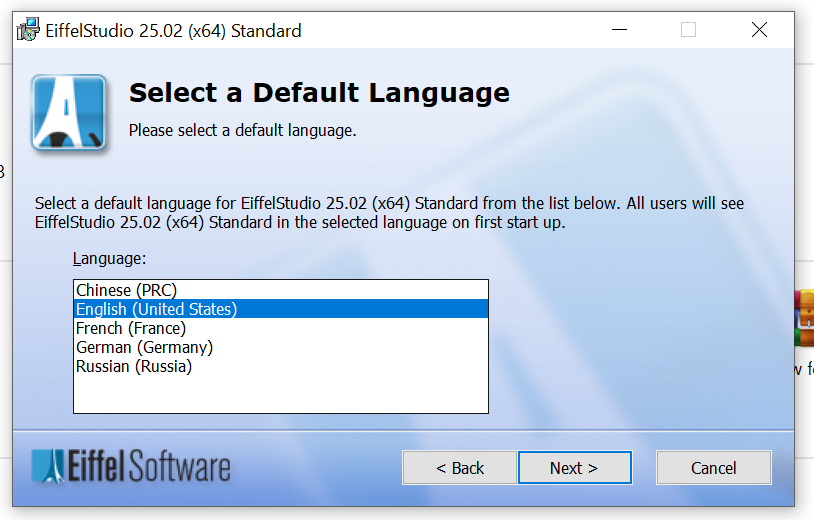 EiffelStudio 25.02 (x64) Standard
Select a Default Language
Please select a default language.
Select a default language for EiffelStudio 25.02 (x64) Standard from the list below. All users will see
EiffelStudio 25.02 (x64) Standard in the selected language on first start up.
Language:
Chinese (PRC)
English (United States)
French (France)
German (Germany)
Russian (Russia)
Eiffel Software
< Back
Next >
Cancel